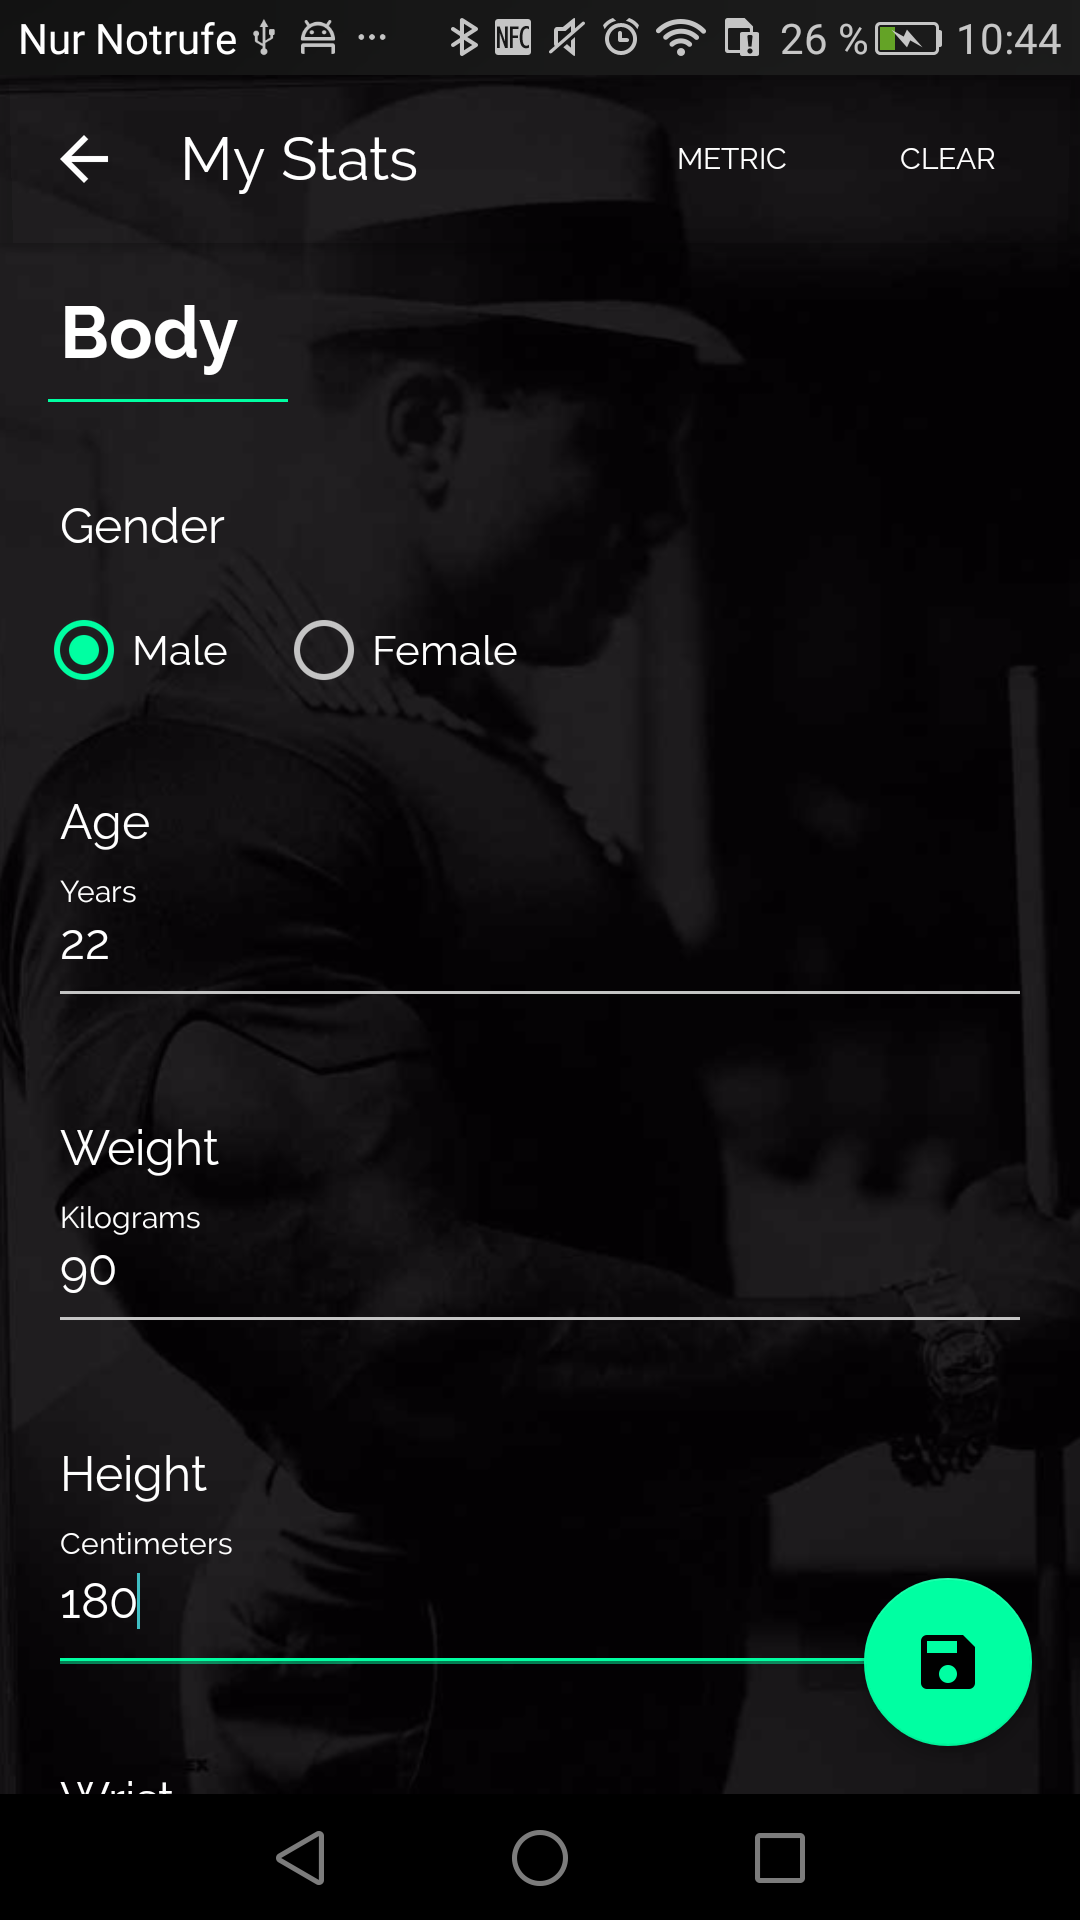 Nur Notrufe ... NFC 26 % 10:44
My Stats METRIC CLEAR
Body
Gender
Male Female
Age
Years
22
Weight
Kilograms
90
Height
Centimeters
180
Wrist